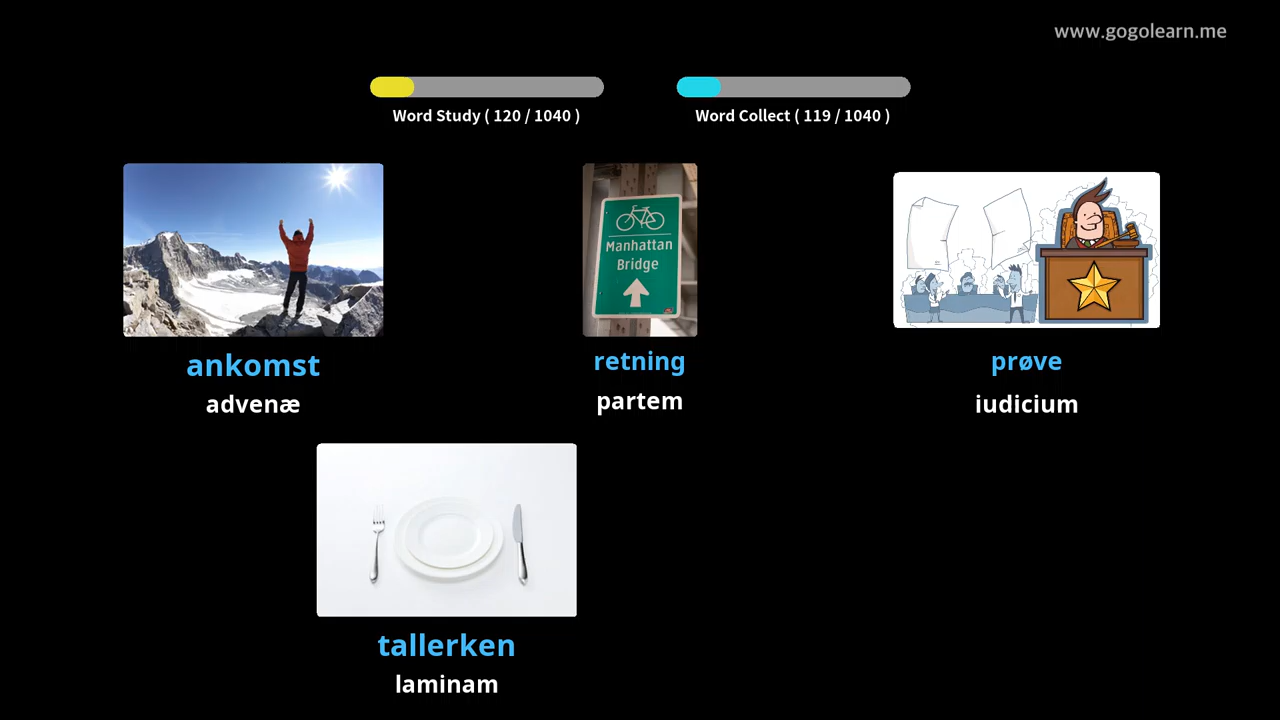 www.gogolearn.me
Word Study ( 120 / 1040 )
Word Collect ( 119 / 1040 )
Manhattan
Bridge
ankomst
advenæ
retning
partem
prøve
iudicium
tallerken
laminam